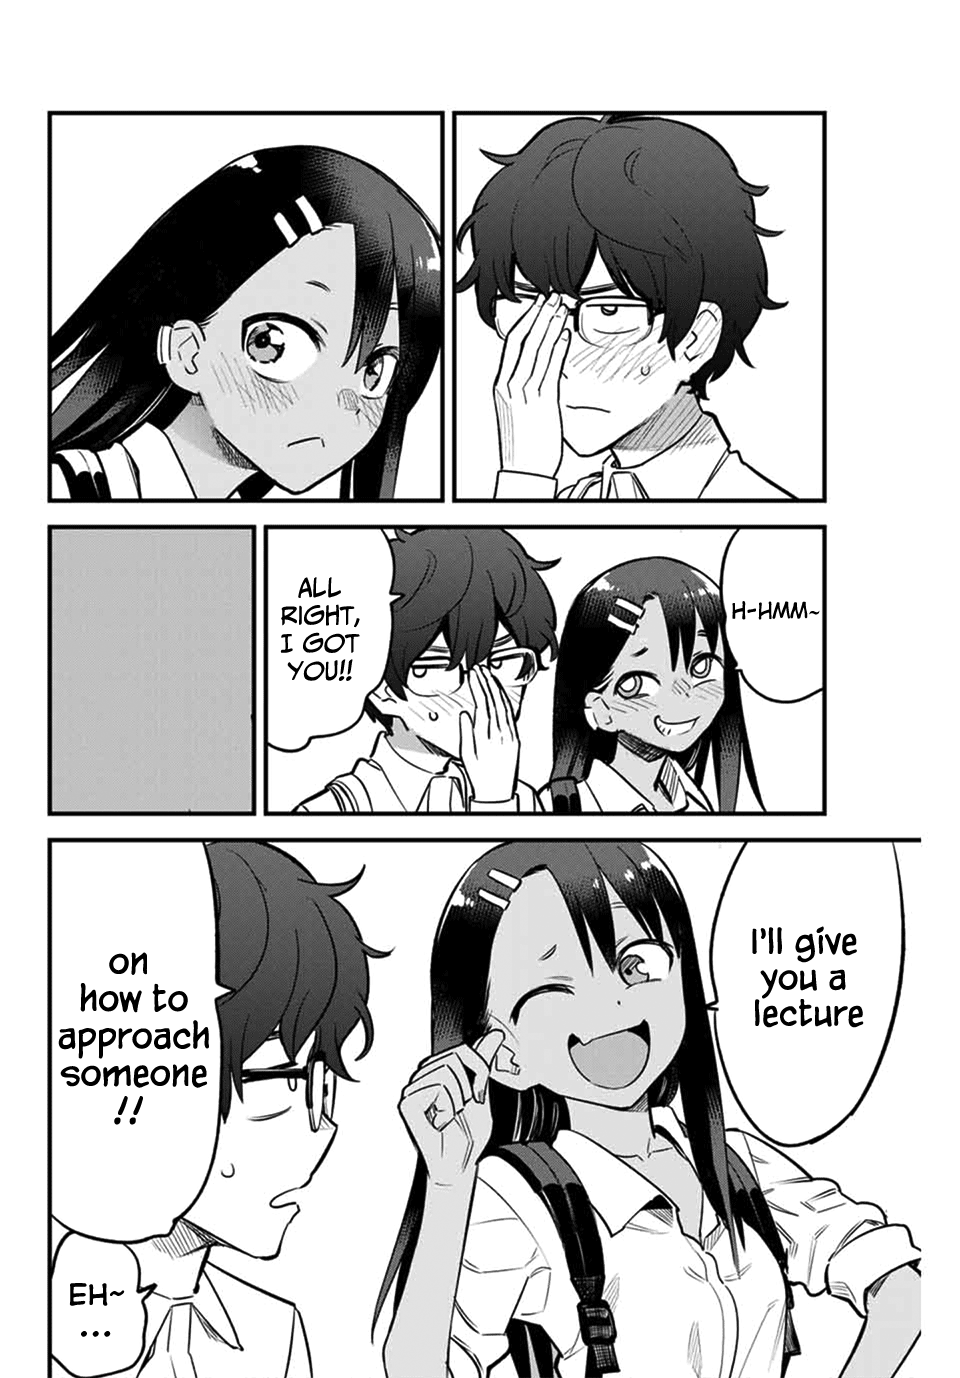 H-HMM~
ALL
RIGHT,
I GOT
YOU!!
I'll give
you a
lecture
on
how to
approach
someone
!!
EH~
...